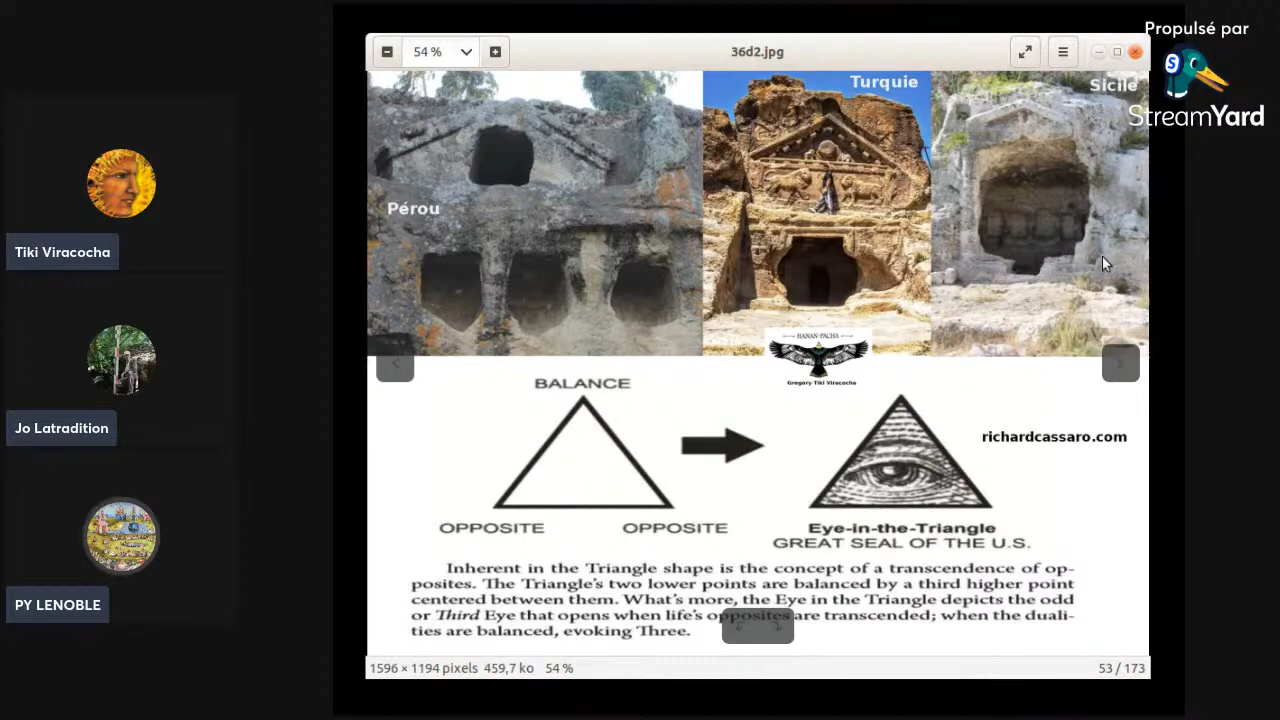 Propulsé par
StreamYard
54 %
36d2.jpg
Turquie
Sicile
Pérou
HANAN-PACHA
Gregory Tiki Viracocha
Tiki Viracocha
Jo Latradition
PY LENOBLE
BALANCE
OPPOSITE
OPPOSITE
richardcassaro.com
Eye-in-the-Triangle
GREAT SEAL OF THE U.S.
Inherent in the Triangle shape is the concept of a transcendence of op-
posites. The Triangle's two lower points are balanced by a third higher point
centered between them. What's more, the Eye in the Triangle depicts the odd
or Third Eye that opens when life's opposites are transcended; when the duali-
ties are balanced, evoking Three.
1596 × 1194 pixels 459,7 ko 54 %
53 / 173